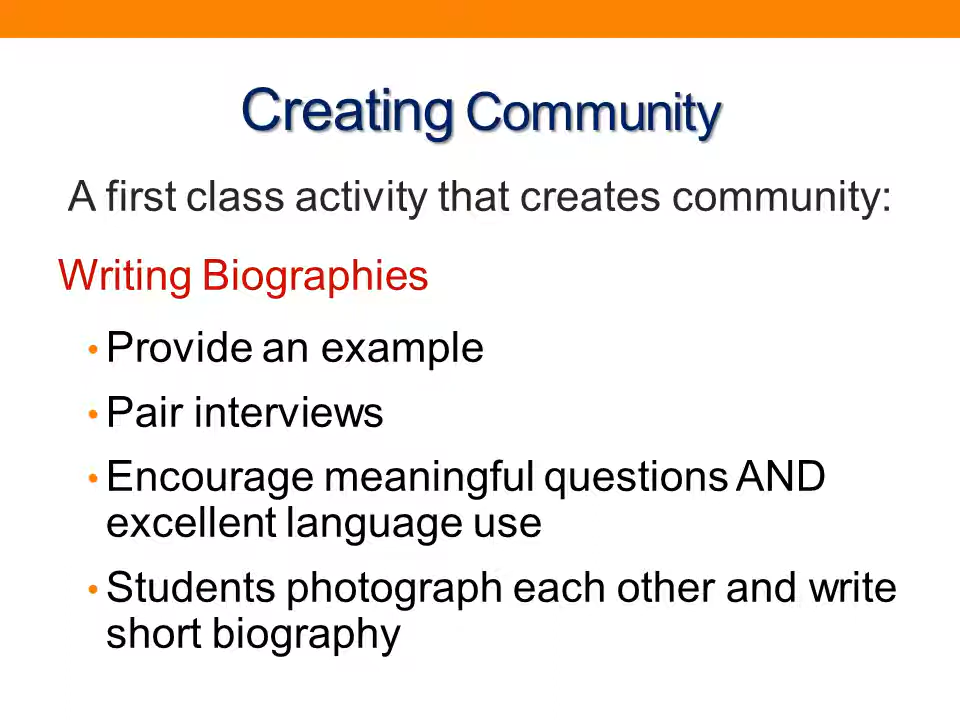 Creating Community
A first class activity that creates community:
Writing Biographies
• Provide an example
• Pair interviews
• Encourage meaningful questions AND
excellent language use
• Students photograph each other and write
short biography